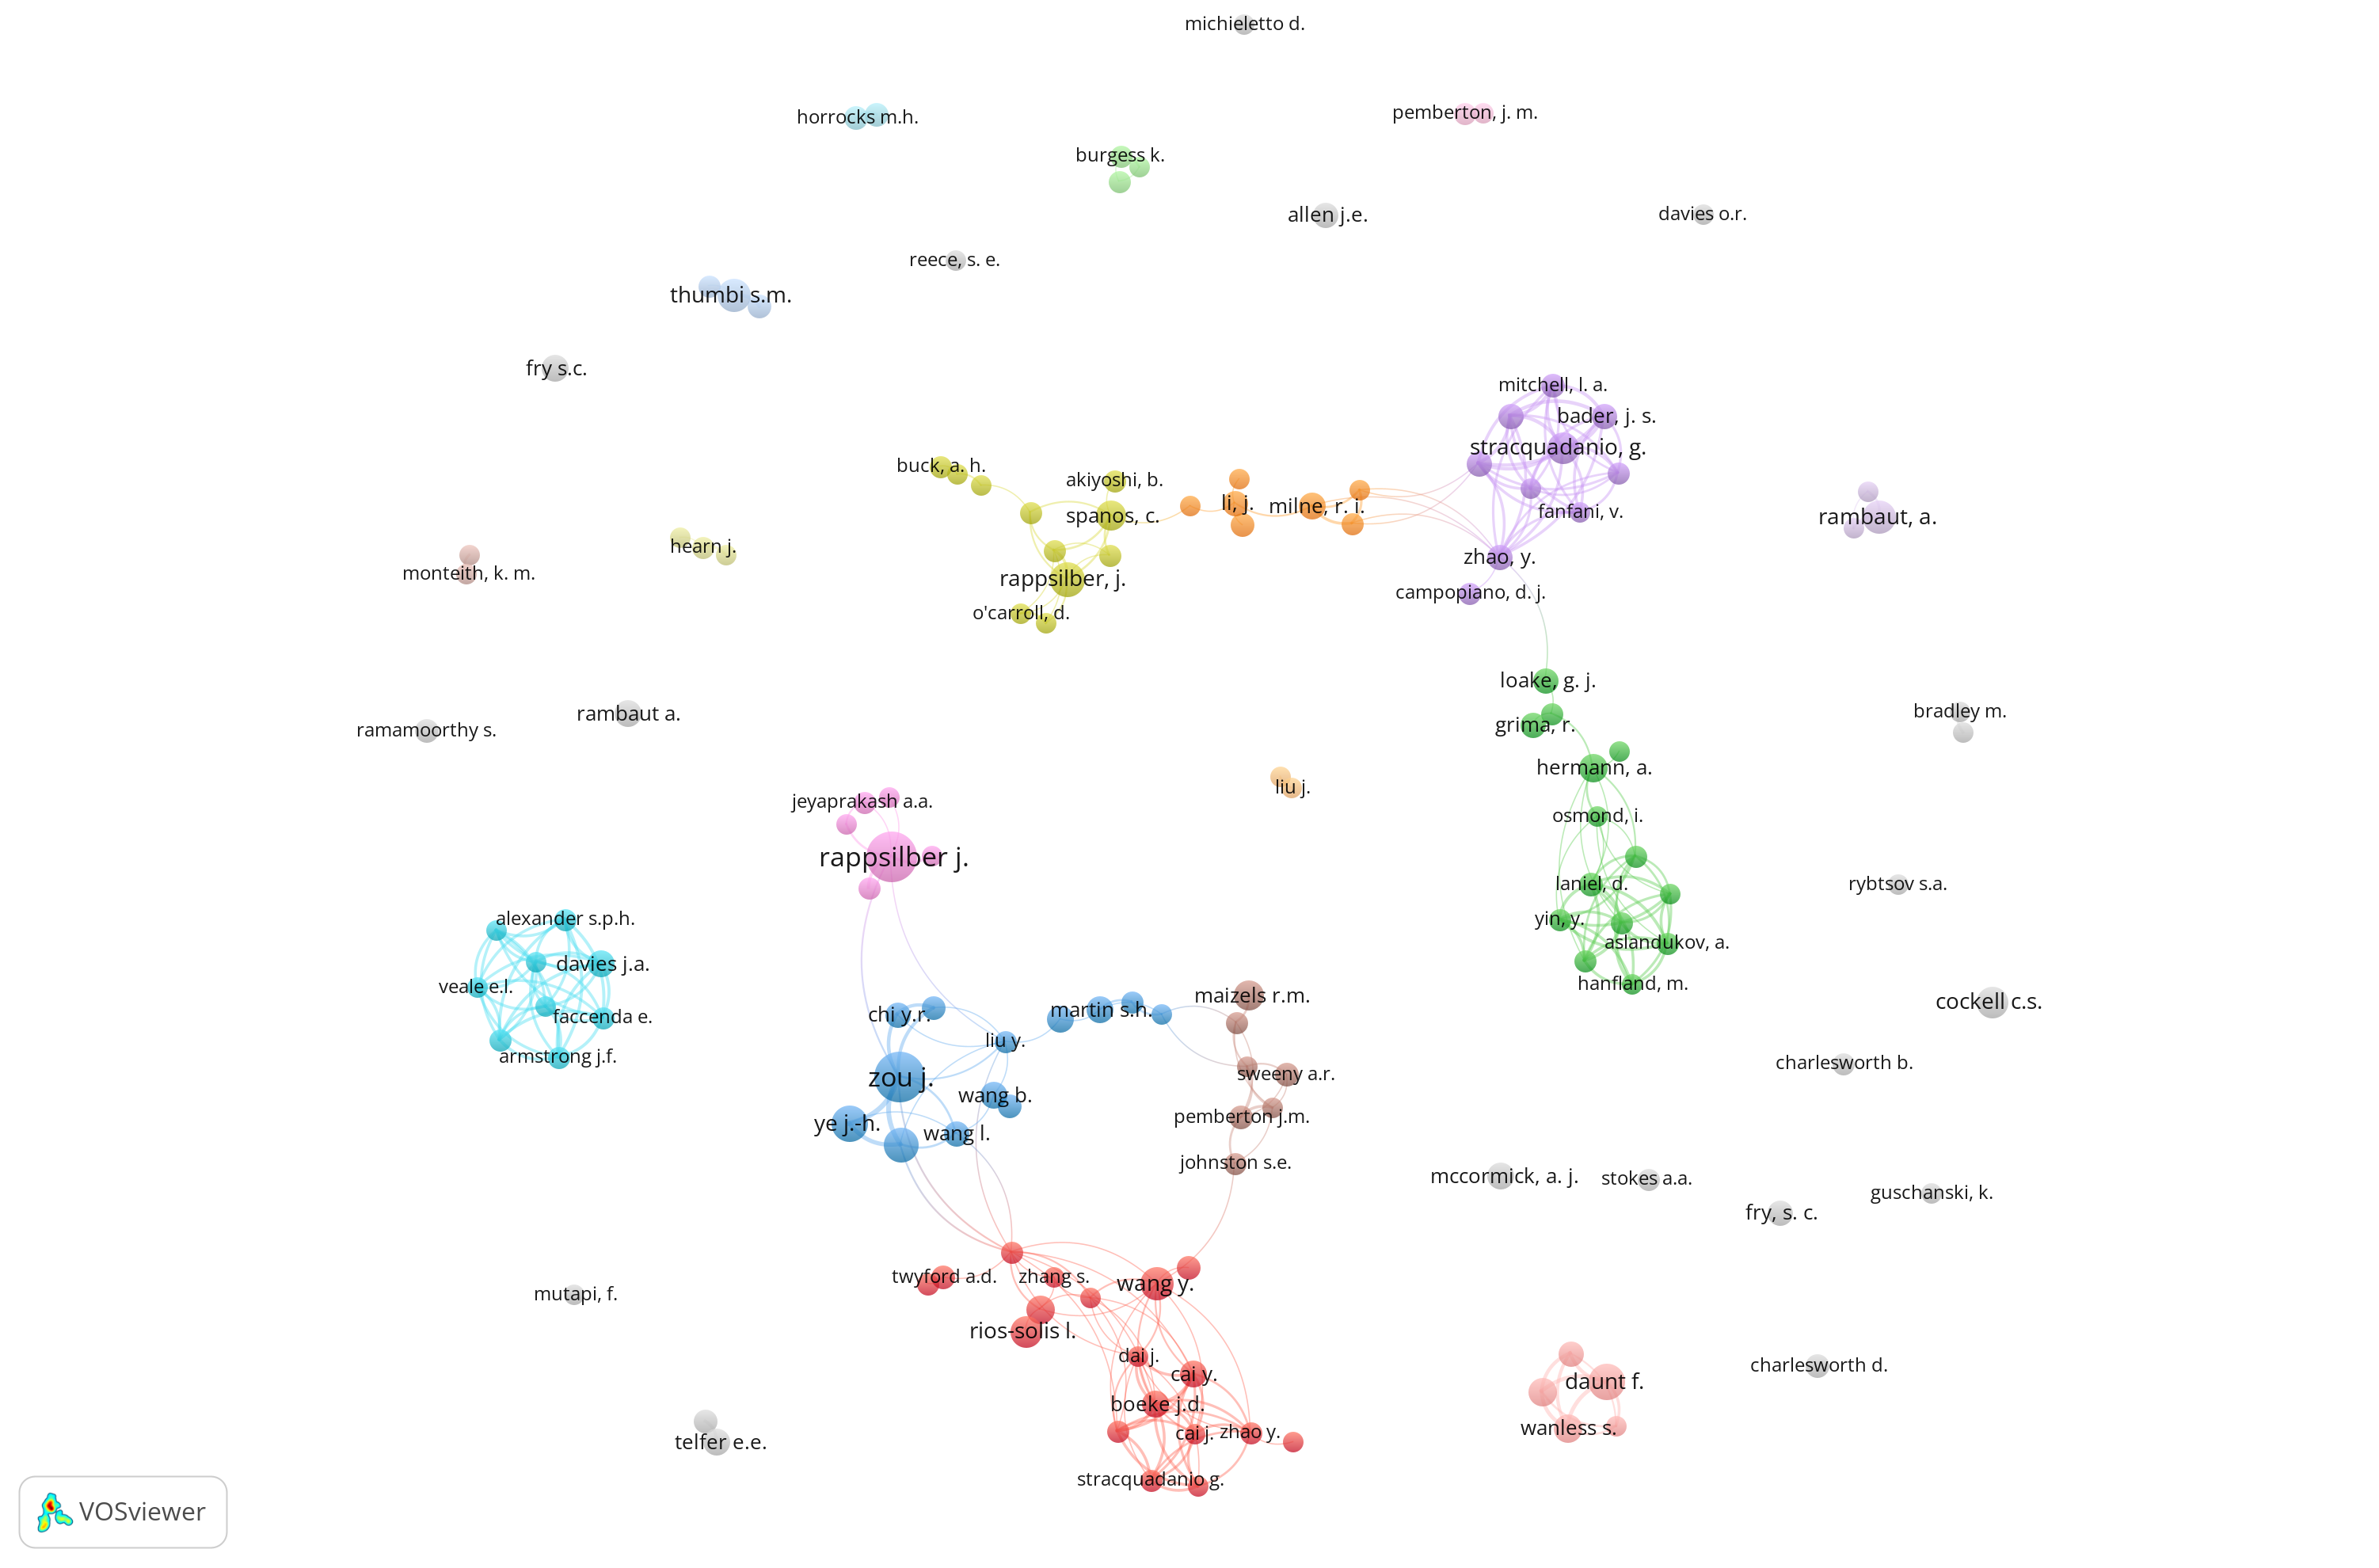 michieletto d.
horrocks m.h.
pemberton, j. m.
burgess k.
allen j.e.
davies o.r.
reece, s. e.
thumbi s.m.
fry s.c.
mitchell, l. a.
bader, j. s.
stracquadanio, g.
buck, a. h.
akiyoshi, b.
spanos, c.
li, j.
milne, r. i.
fanfani, v.
rambaut, a.
hearn j.
zhao, y.
monteith, k. m.
rappsilber, j.
campopiano, d. j.
o'carroll, d.
loake, g. j.
rambaut a.
bradley m.
ramamoorthy s.
grima, r.
hermann, a.
liu j.
jeyaprakash a.a.
osmond, i.
rappsilber j.
laniel, d.
rybtsov s.a.
alexander s.p.h.
yin, y.
aslandukov, a.
davies j.a.
veale e.l.
hanfland, m.
maizels r.m.
cockell c.s.
martin s.h.
chi y.r.
faccenda e.
liu y.
armstrong j.f.
charlesworth b.
sweeny a.r.
zou j.
wang b.
pemberton j.m.
ye j.-h.
wang l.
johnston s.e.
mccormick, a. j.
stokes a.a.
guschanski, k.
fry, s. c.
twyford a.d.
zhang s.
wang y.
mutapi, f.
rios-solis l.
dai j.
charlesworth d.
cai y.
daunt f.
boeke j.d.
wanless s.
cai j.
zhao y.
telfer e.e.
stracquadanio g.
VOSviewer